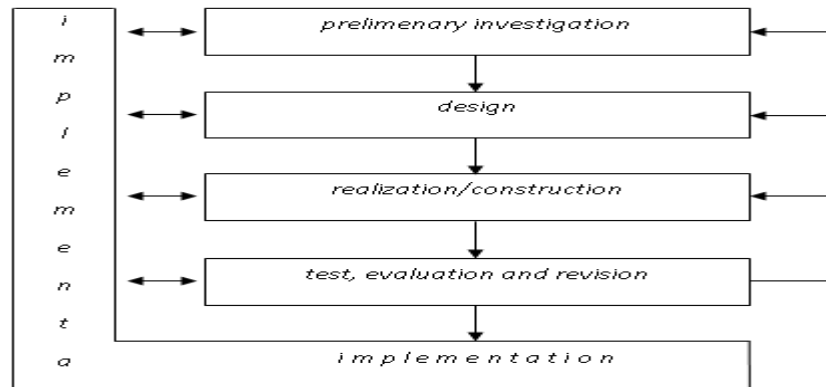 i
m
p
l
e
m
e
n
t
a
prelimenary investigation
design
realization/construction
test, evaluation and revision
implementation